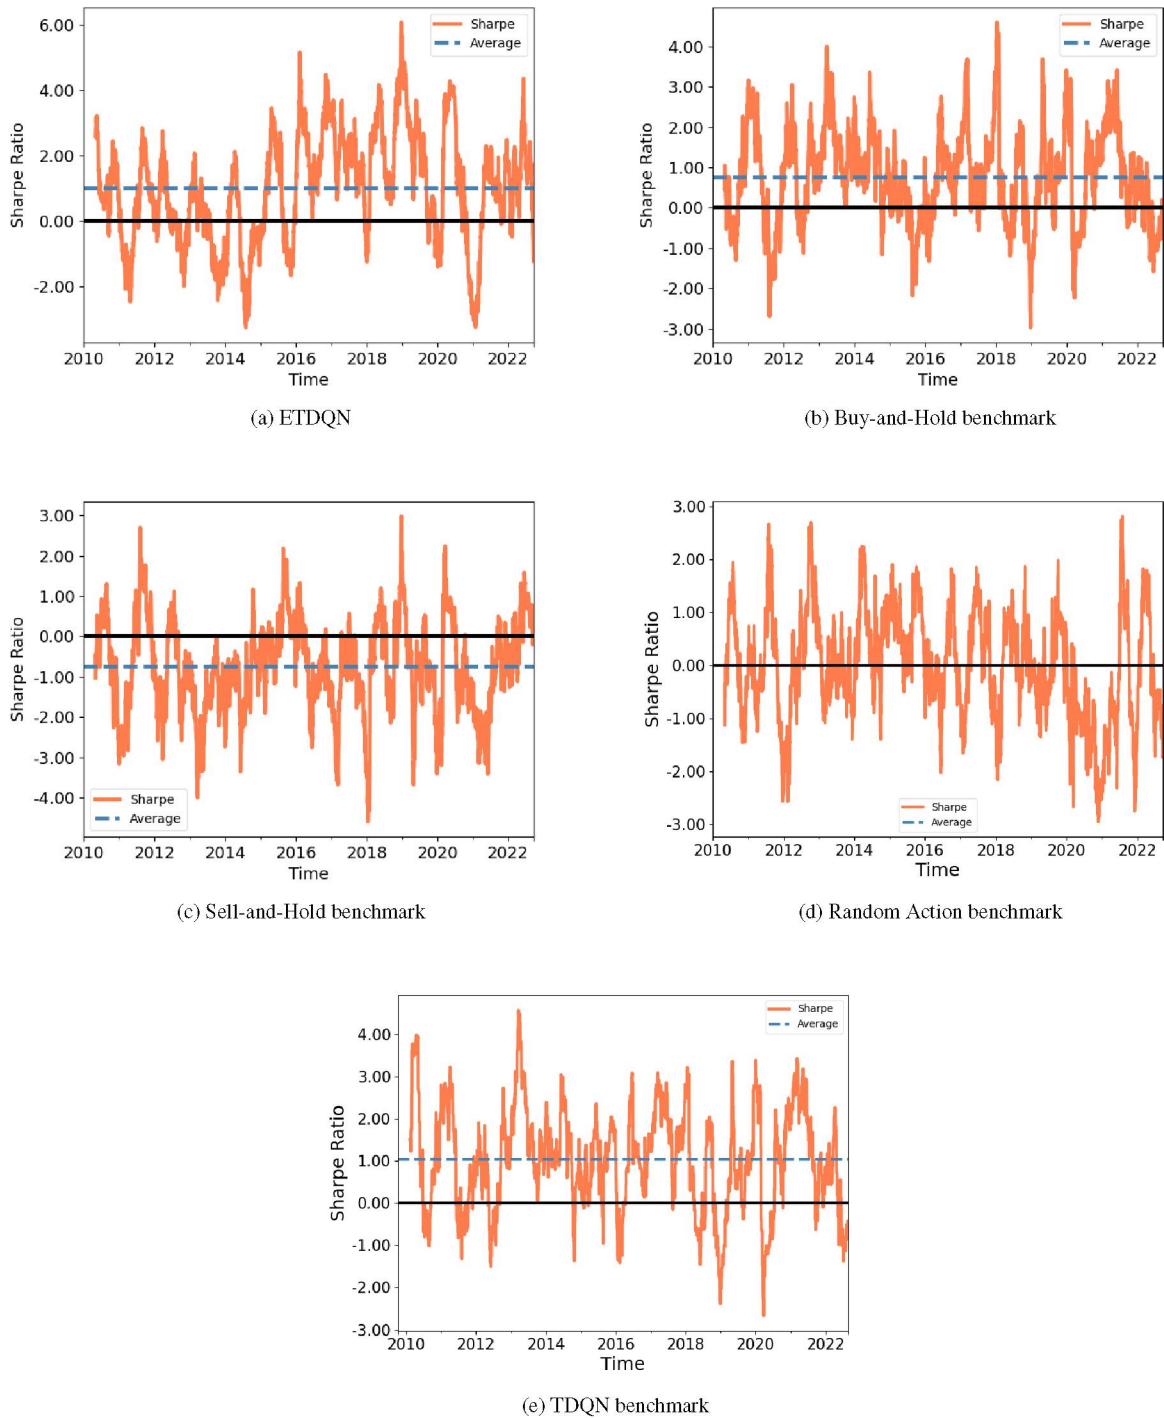 6.00
4.00
2.00
0.00
-2.00
Sharpe Ratio
Sharpe
Average
2010 2012 2014 2016 2018 2020 2022
Time
(a) ETDQN
4.00
3.00
2.00
1.00
0.00
-1.00
-2.00
-3.00
Sharpe Ratio
Sharpe
Average
2010 2012 2014 2016 2018 2020 2022
Time
(b) Buy-and-Hold benchmark
3.00
2.00
1.00
0.00
-1.00
-2.00
-3.00
-4.00
Sharpe Ratio
Sharpe
Average
2010 2012 2014 2016 2018 2020 2022
Time
(c) Sell-and-Hold benchmark
3.00
2.00
1.00
0.00
-1.00
-2.00
-3.00
Sharpe Ratio
Sharpe
Average
2010 2012 2014 2016 2018 2020 2022
Time
(d) Random Action benchmark
4.00
3.00
2.00
1.00
0.00
-1.00
-2.00
-3.00
Sharpe Ratio
Sharpe
Average
2010 2012 2014 2016 2018 2020 2022
Time
(e) TDQN benchmark